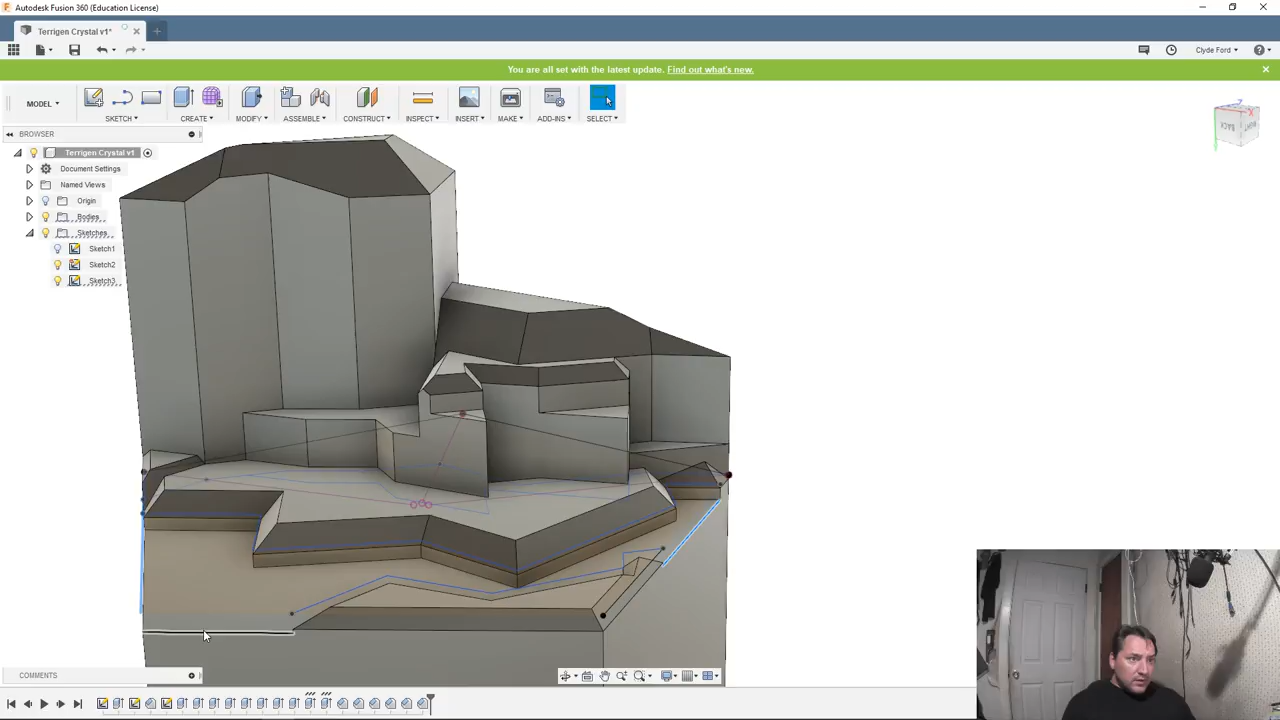 Autodesk Fusion 360 (Education License)
Terrigen Crystal v1*
Clyde Ford
You are all set with the latest update. Find out what's new.
MODEL
SKETCH
CREATE
MODIFY
ASSEMBLE
CONSTRUCT
INSPECT
INSERT
MAKE
ADD-INS
SELECT
BROWSER
Terrigen Crystal v1
Document Settings
Named Views
Origin
Bodies
Sketches
Sketch1
Sketch2
Sketch3
BACK RIGHT
COMMENTS